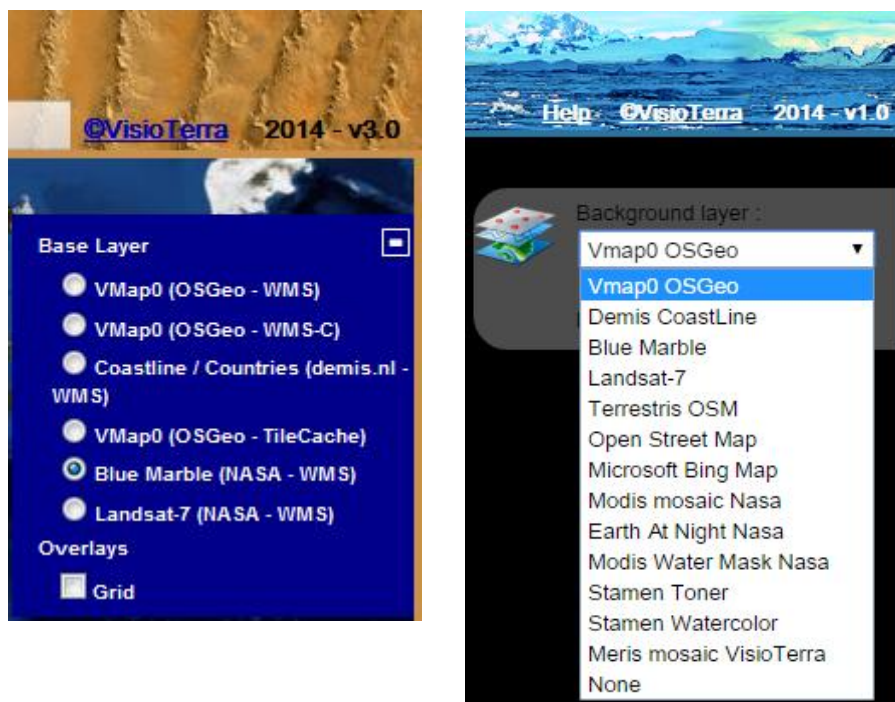 ©VisioTerra 2014 - v3.0
Base Layer
VMap0 (OSGeo - WMS)
VMap0 (OSGeo - WMS-C)
Coastline / Countries (demis.nl -
WMS)
VMap0 (OSGeo - TileCache)
Blue Marble (NASA - WMS)
Landsat-7 (NASA - WMS)
Overlays
Grid
Help ©VisioTerra 2014 - v1.0
Background layer :
Vmap0 OSGeo
Vmap0 OSGeo
Demis CoastLine
Blue Marble
Landsat-7
Terrestris OSM
Open Street Map
Microsoft Bing Map
Modis mosaic Nasa
Earth At Night Nasa
Modis Water Mask Nasa
Stamen Toner
Stamen Watercolor
Meris mosaic VisioTerra
None